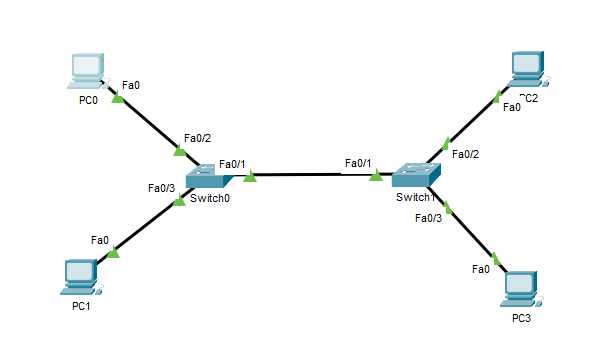 Fa0
PC0
Fa0/2
Fa0/1
Fa0/3
Switch0
Fa0
PC1
Fa0/1
Switch1
Fa0/2
Fa0/3
PC2
Fa0
Fa0
PC3